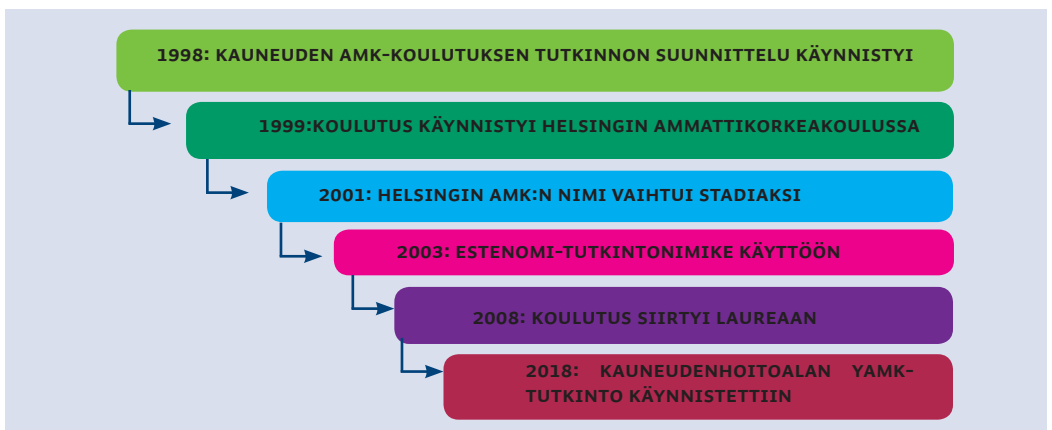 1998: KAUNEUDEN AMK-KOULUTUKSEN TUTKINNON SUUNNITTELU KÄYNNISTYI
1999:KOULUTUS KÄYNNISTYI HELSINGIN AMMATTIKORKEAKOULUSSA
2001: HELSINGIN AMK:N NIMI VAIHTUI STADIAKSI
2003: ESTENOMI-TUTKINTONIMIKE KÄYTTÖÖN
2008: KOULUTUS SIIRTYI LAUREAAN
2018: KAUNEUDENHOITOALAN YAMK-
TUTKINTO KÄYNNISTETTIIN